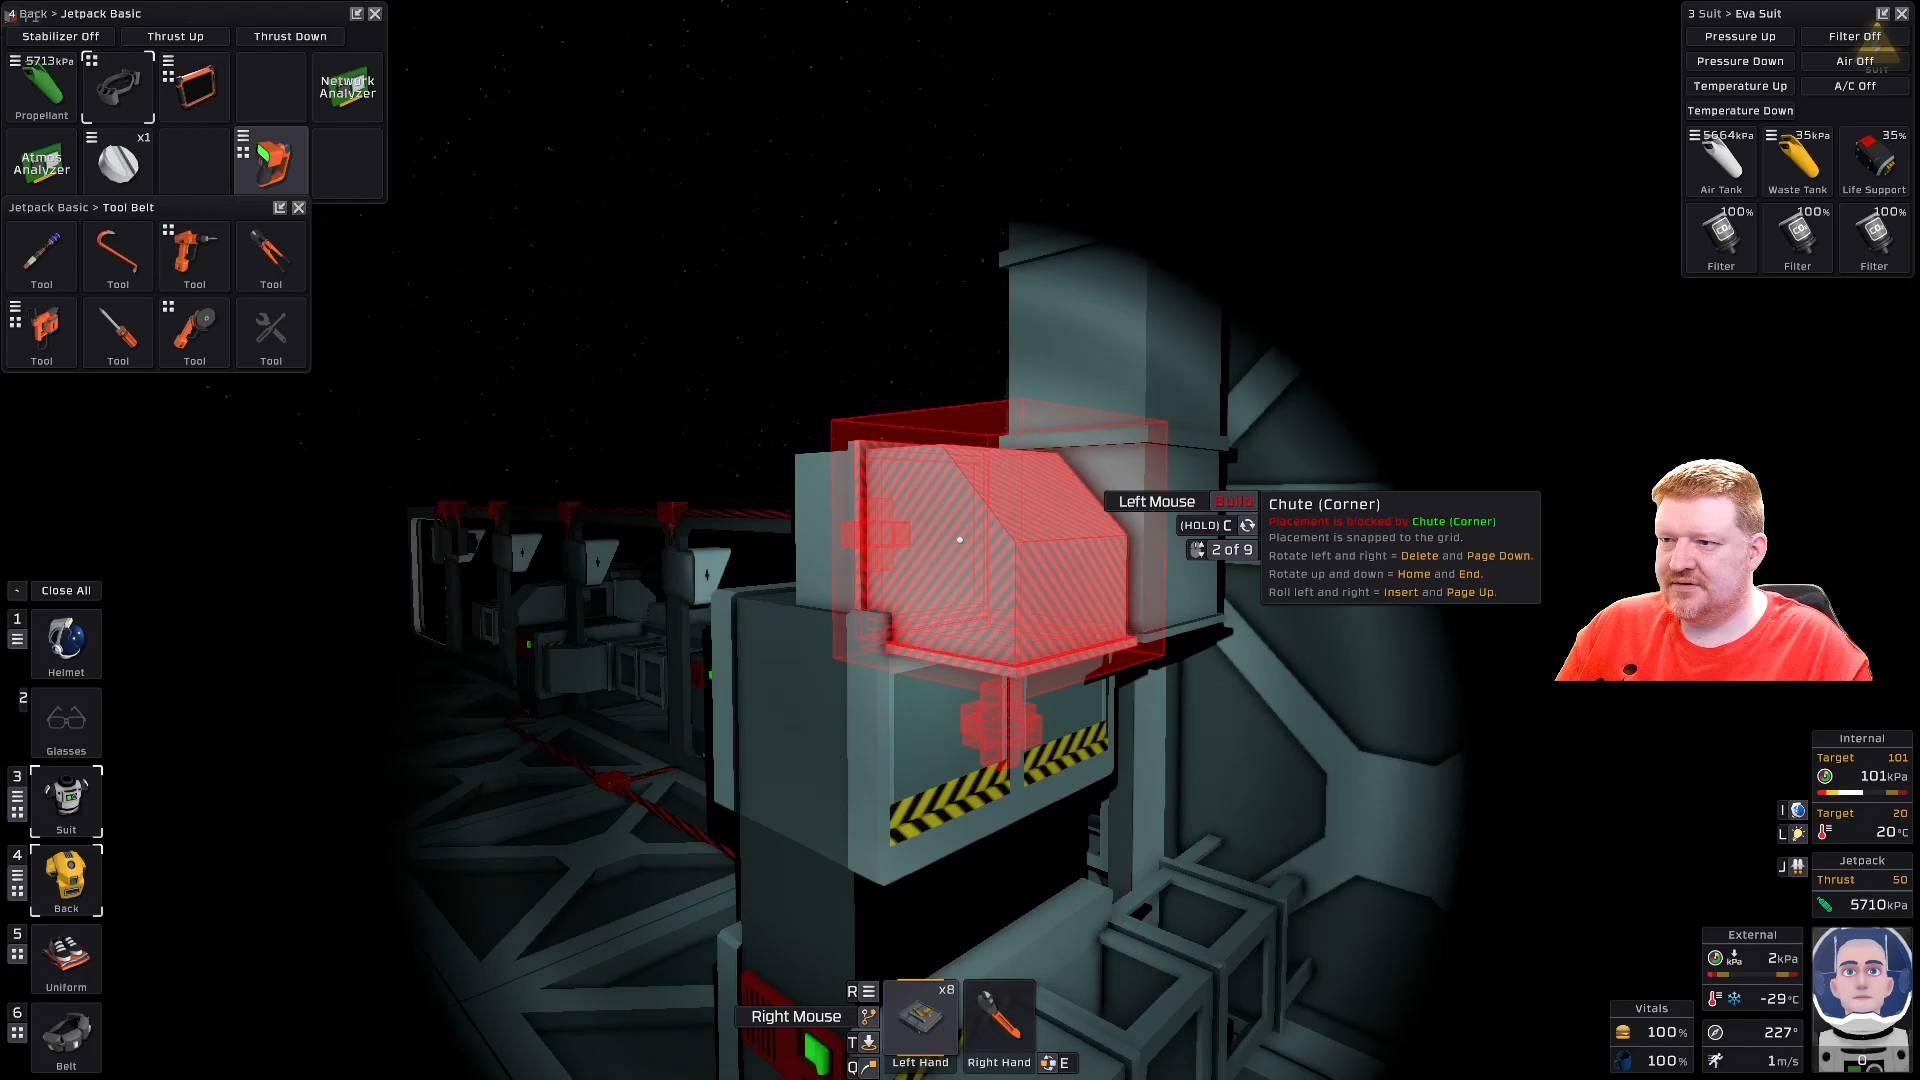 4 Back > Jetpack Basic
Stabilizer Off
Thrust Up
Thrust Down
5713kPa
Propellant
Network Analyzer
Atmos Analyzer
x1
Jetpack Basic > Tool Belt
Tool
Tool
Tool
Tool
Tool
Tool
Tool
Tool
3 Suit > Eva Suit
Pressure Up
Filter Off
Pressure Down
Air Off
Temperature Up
A/C Off
Temperature Down
5664kPa
35kPa
35%
Air Tank
Waste Tank
Life Support
100%
100%
100%
Filter
Filter
Filter
Left Mouse
Build
(HOLD) C
2 of 9
Chute (Corner)
Placement is blocked by Chute (Corner)
Placement is snapped to the grid.
Rotate left and right = Delete and Page Down.
Rotate up and down = Home and End.
Roll left and right = Insert and Page Up.
~
Close All
1
Helmet
2
Glasses
3
Suit
4
Back
5
Uniform
6
Belt
R
Right Mouse
T
Q
x8
Left Hand
Right Hand
E
Internal
Target 101
101kPa
I
Target 20
L
20°C
Jetpack
J
Thrust 50
5710kPa
External
kPa
2kPa
-29°C
Vitals
100%
227°
100%
1m/s
0